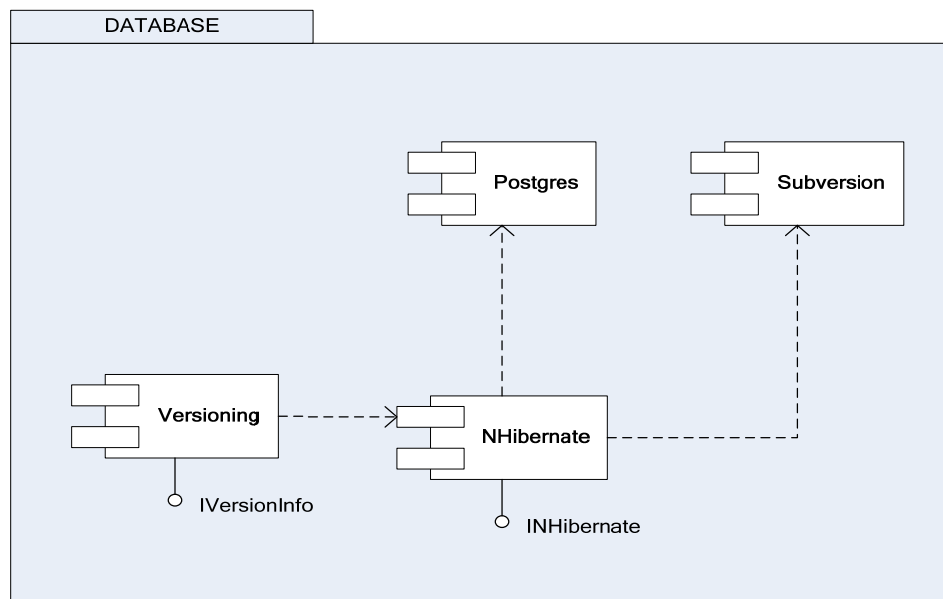 DATABASE
Postgres
Subversion
Versioning
NHibernate
IVersionInfo
INHibernate